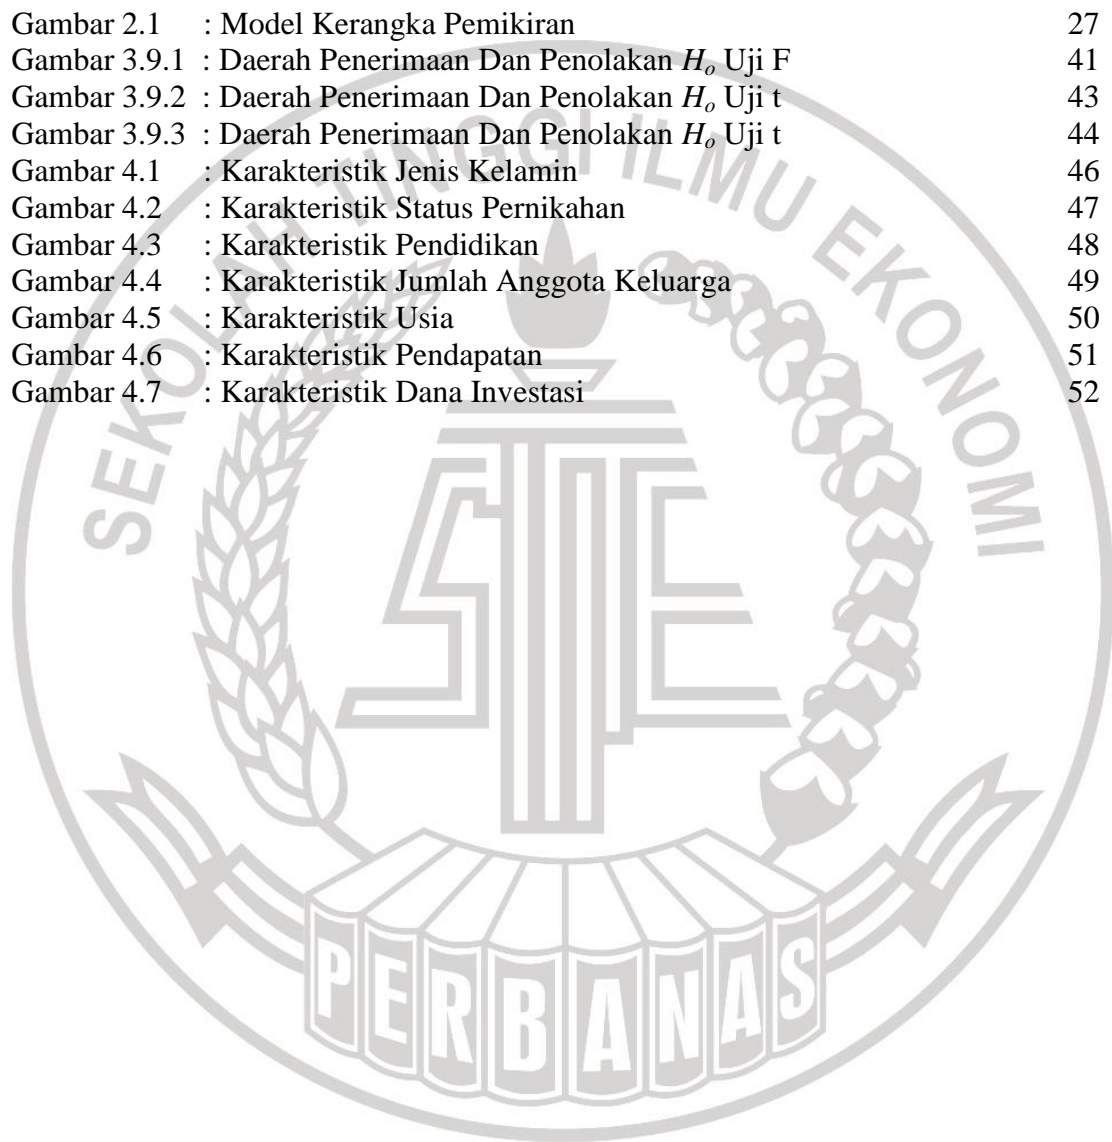 Gambar 2.1 : Model Kerangka Pemikiran 27
Gambar 3.9.1 : Daerah Penerimaan Dan Penolakan Ho Uji F 41
Gambar 3.9.2 : Daerah Penerimaan Dan Penolakan Ho Uji t 43
Gambar 3.9.3 : Daerah Penerimaan Dan Penolakan Ho Uji t 44
Gambar 4.1 : Karakteristik Jenis Kelamin 46
Gambar 4.2 : Karakteristik Status Pernikahan 47
Gambar 4.3 : Karakteristik Pendidikan 48
Gambar 4.4 : Karakteristik Jumlah Anggota Keluarga 49
Gambar 4.5 : Karakteristik Usia 50
Gambar 4.6 : Karakteristik Pendapatan 51
Gambar 4.7 : Karakteristik Dana Investasi 52
SEKOLAH TINGGI ILMU EKONOMI
STIE
PERBANAS